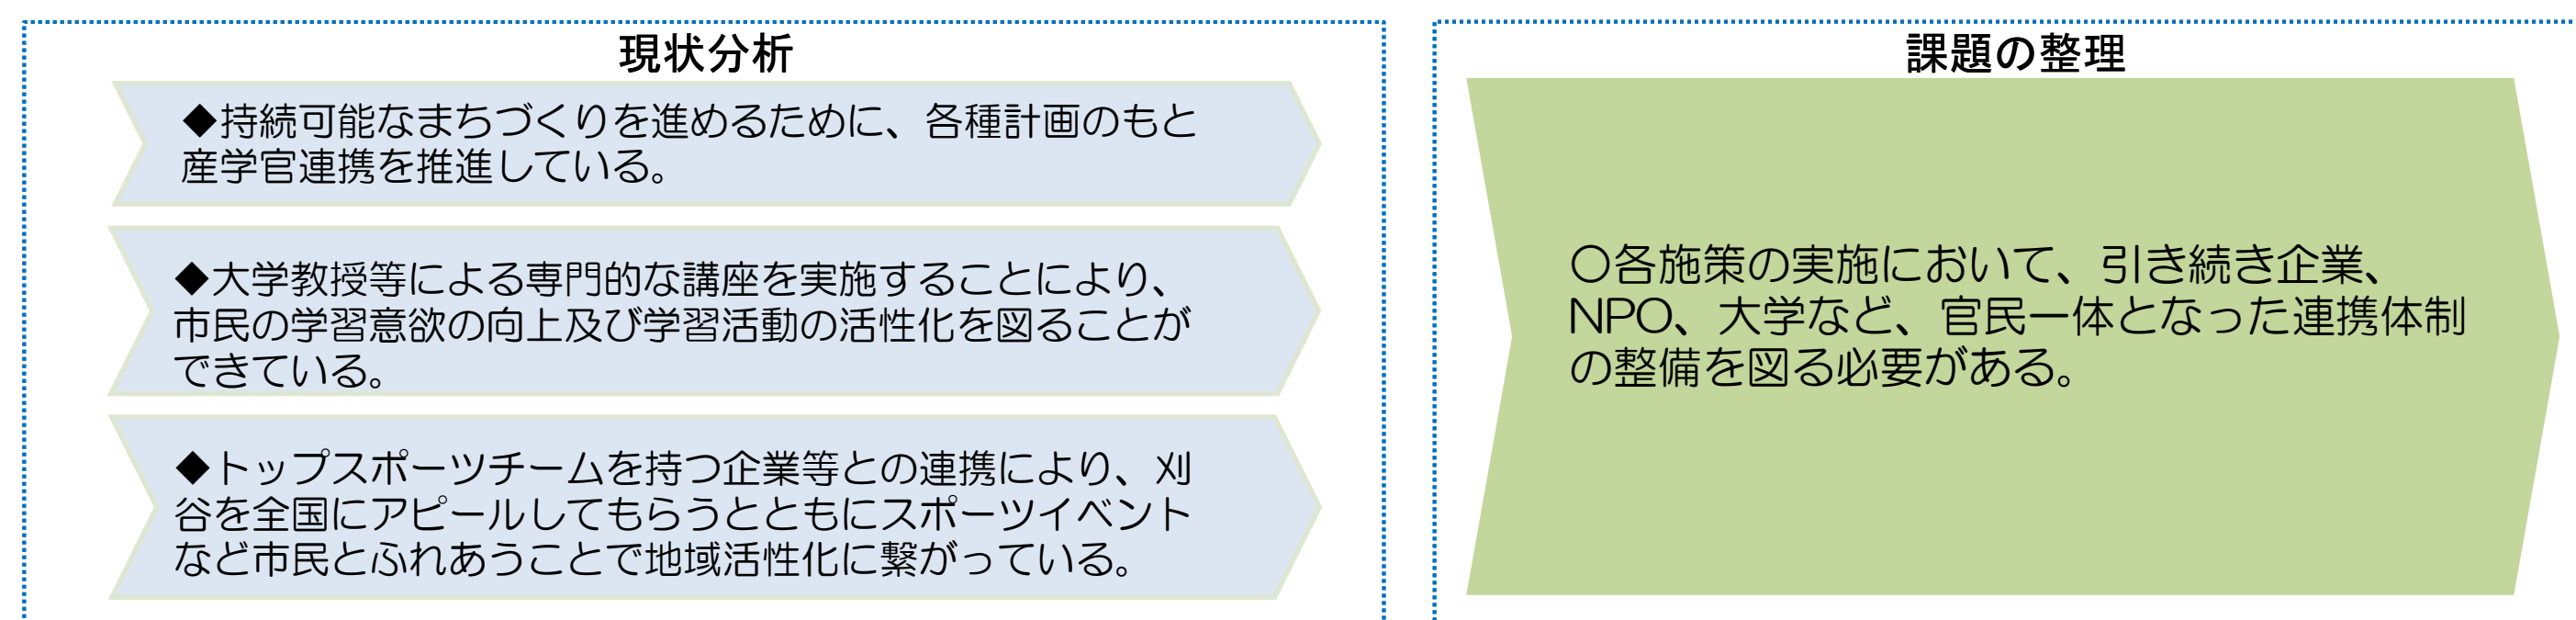 現状分析
◆持続可能なまちづくりを進めるために、各種計画のもと
産学官連携を推進している。
◆大学教授等による専門的な講座を実施することにより、
市民の学習意欲の向上及び学習活動の活性化を図ることが
できている。
◆トップスポーツチームを持つ企業等との連携により、刈
谷を全国にアピールしてもらうとともにスポーツイベント
など市民とふれあうことで地域活性化に繋がっている。
課題の整理
〇各施策の実施において、引き続き企業、
NPO、大学など、官民一体となった連携体制
の整備を図る必要がある。